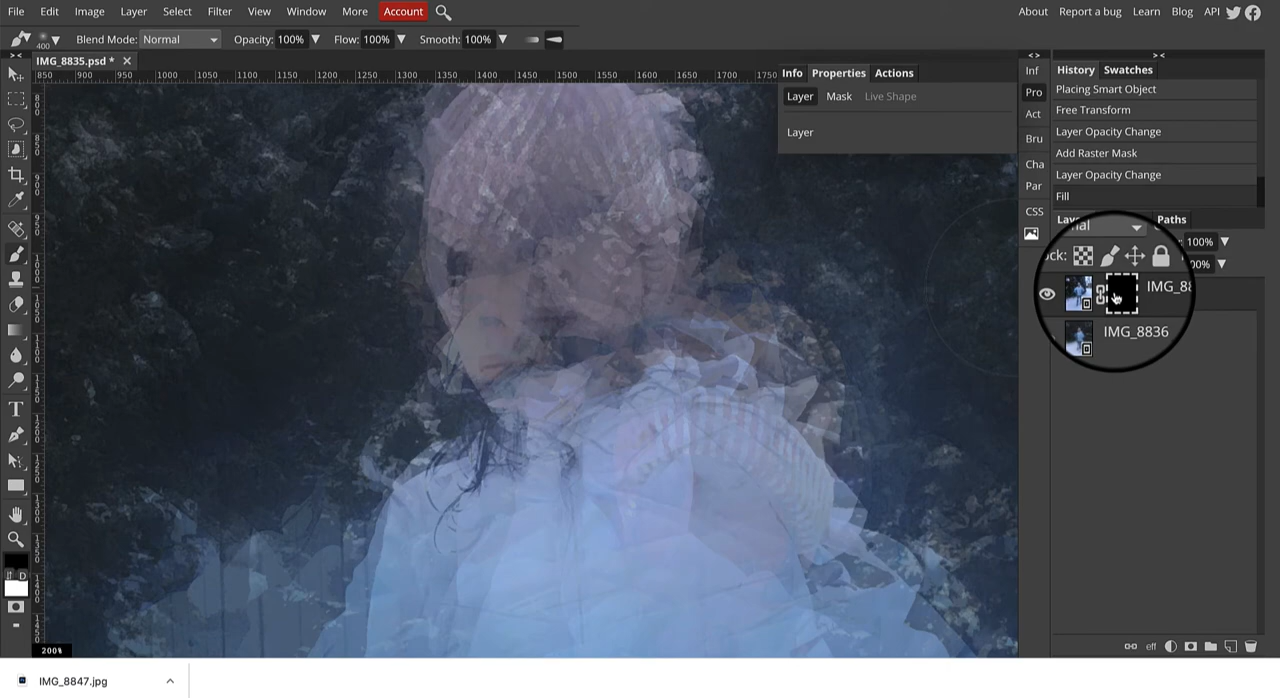 File Edit Image Layer Select Filter View Window More Account About Report a bug Learn Blog API
400 Blend Mode: Normal Opacity: 100% Flow: 100% Smooth: 100%
IMG_8835.psd *
850 900 950 1000 1050 1100 1150 1200 1250 1300 1350 1400 1450 1500 1550 1600 1650 1700 1750
Info Properties Actions
Layer Mask Live Shape
Layer
Inf
Pro
Act
Bru
Cha
Par
CSS
History Swatches
Placing Smart Object
Free Transform
Layer Opacity Change
Add Raster Mask
Layer Opacity Change
Fill
Paths
100%
IMG_88
IMG_8836
T
D
eff
200%
IMG_8847.jpg